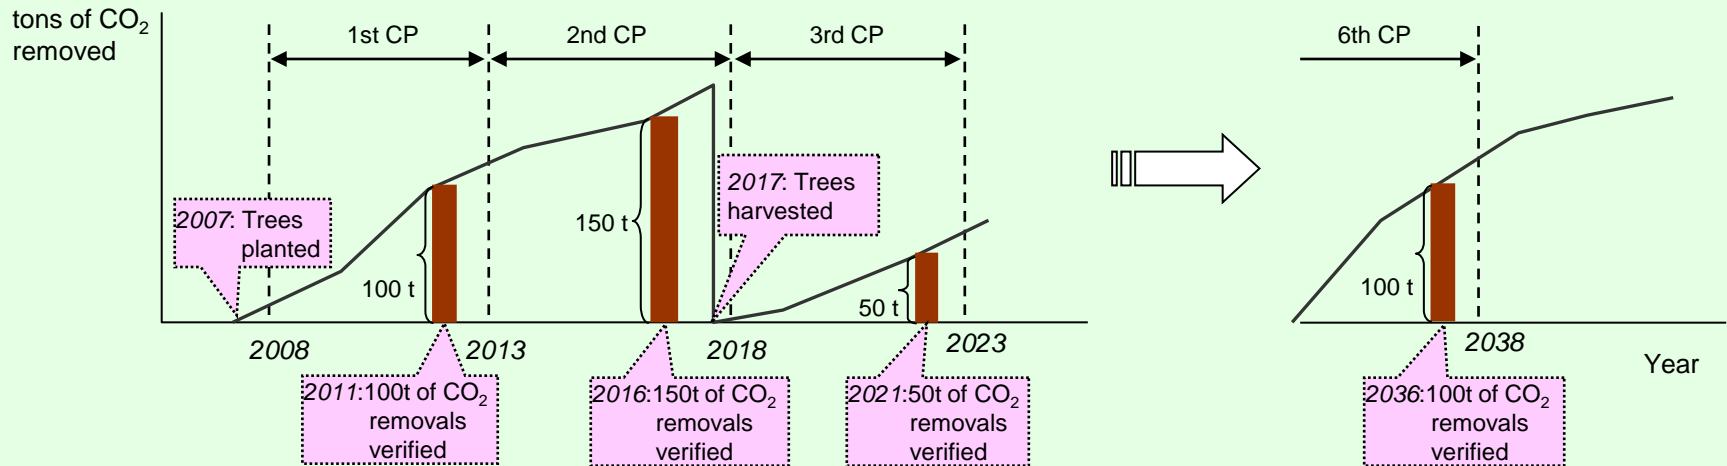 tons of CO2
removed
1st CP
2nd CP
3rd CP
6th CP
2007: Trees
planted
100 t
150 t
2017: Trees
harvested
50 t
100 t
2008
2013
2018
2023
2038
Year
2011:100t of CO2
removals
verified
2016:150t of CO2
removals
verified
2021:50t of CO2
removals
verified
2036:100t of CO2
removals
verified